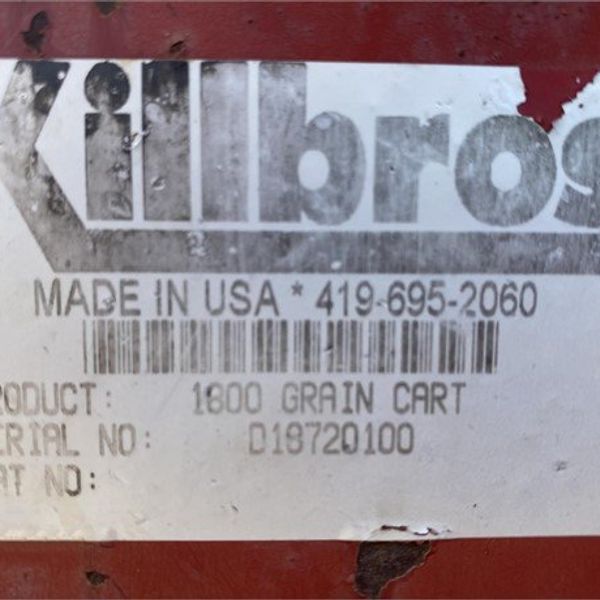 Killbros
MADE IN USA * 419-695-2060
RODUCT: 1800 GRAIN CART
ERIAL NO: D18720100
AT NO: